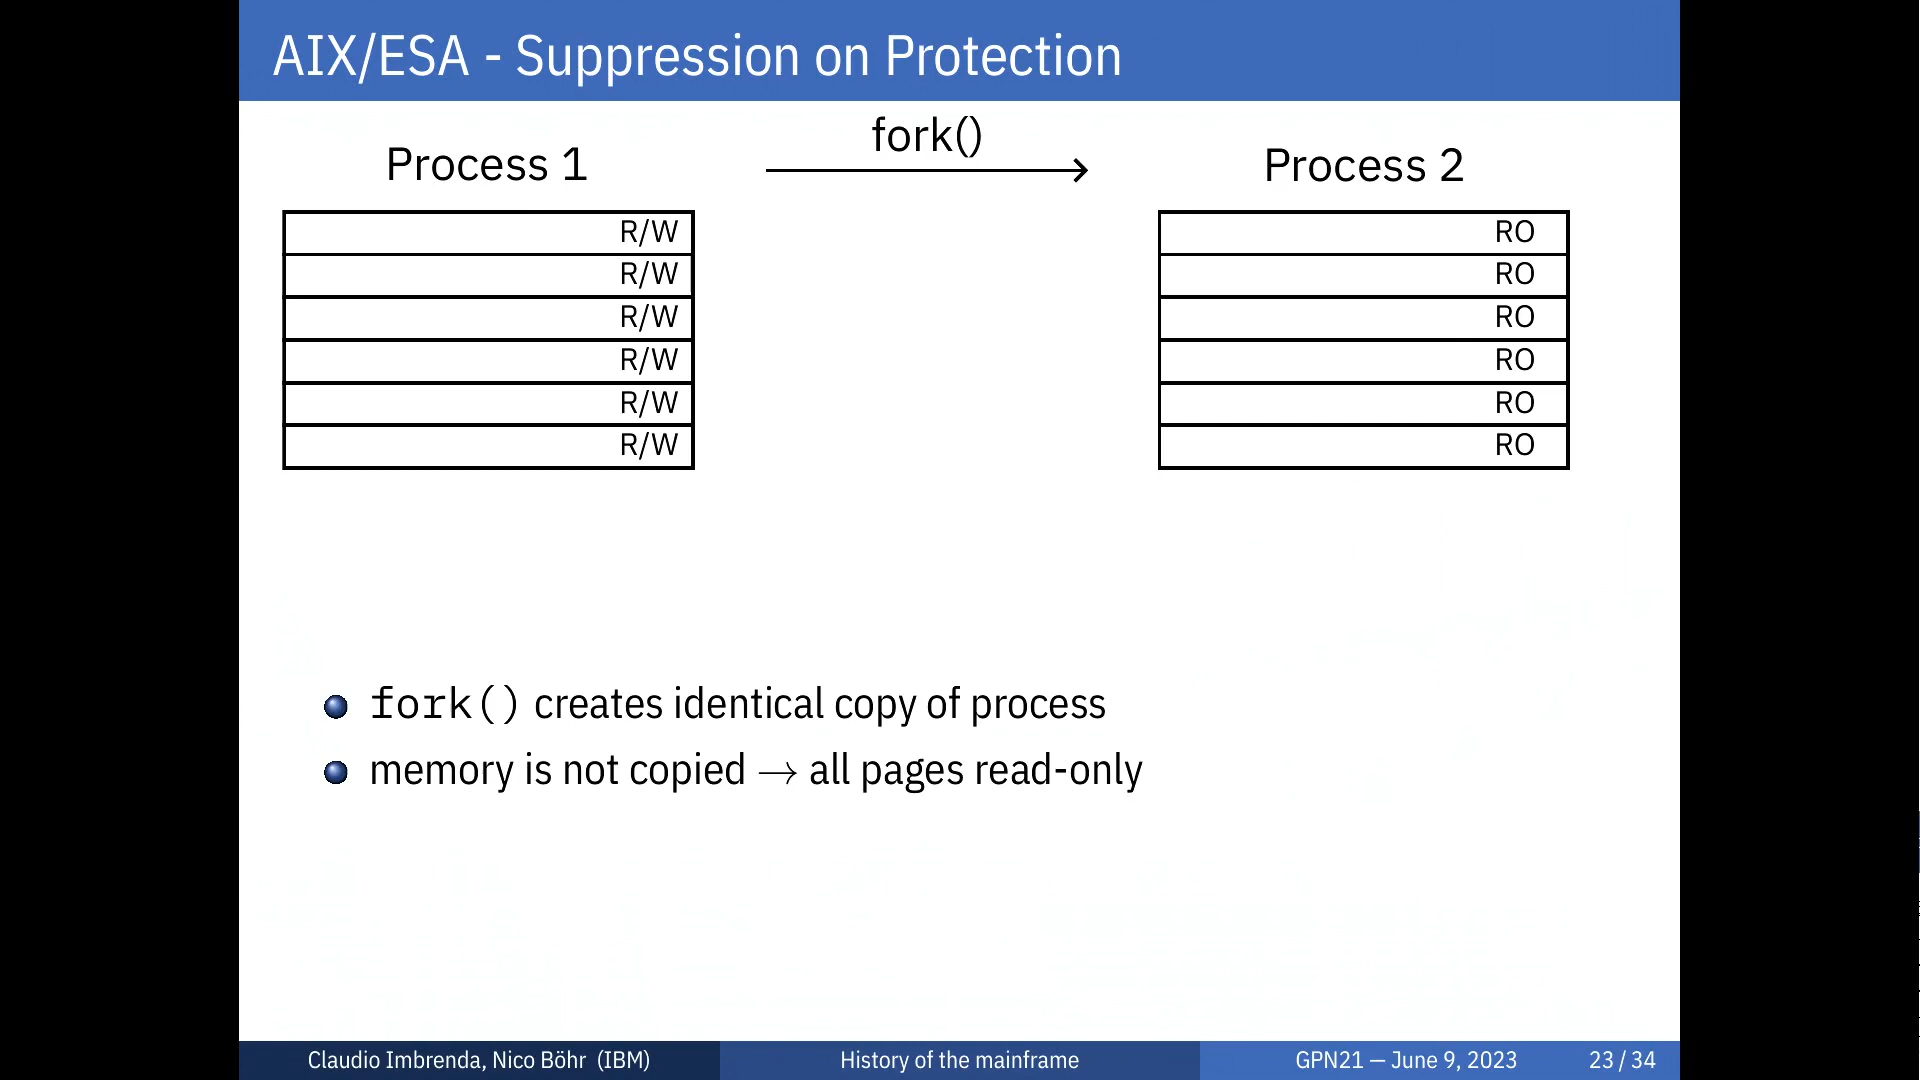 AIX/ESA - Suppression on Protection
fork()
Process 1
Process 2
R/W
RO
R/W
RO
R/W
RO
R/W
RO
R/W
RO
R/W
RO
fork() creates identical copy of process
memory is not copied → all pages read-only
Claudio Imbrenda, Nico Böhr (IBM)
History of the mainframe
GPN21 — June 9, 2023
23 / 34